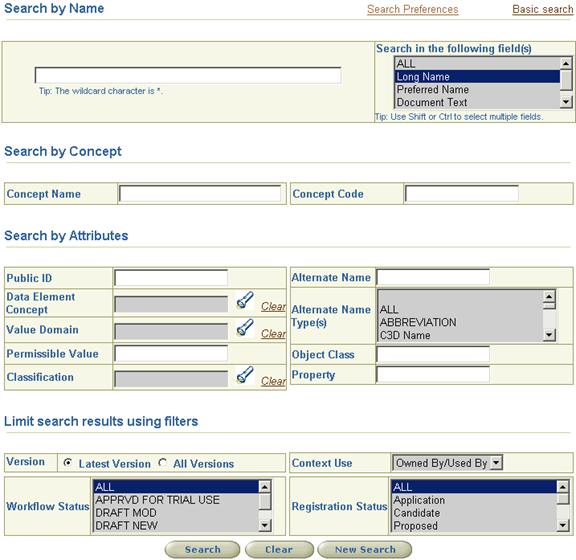 Search by Name
Search Preferences
Basic search
Search in the following field(s)
ALL
Long Name
Preferred Name
Document Text
Tip: The wildcard character is *.
Tip: Use Shift or Ctrl to select multiple fields.
Search by Concept
Concept Name
Concept Code
Search by Attributes
Public ID
Data Element
Concept
Clear
Value Domain
Clear
Permissible Value
Classification
Clear
Alternate Name
Alternate Name
Type(s)
ALL
ABBREVIATION
C3D Name
Object Class
Property
Limit search results using filters
Version
Latest Version
All Versions
Context Use
Owned By/Used By
Workflow Status
ALL
APPRVD FOR TRIAL USE
DRAFT MOD
DRAFT NEW
Registration Status
ALL
Application
Candidate
Proposed
Search
Clear
New Search